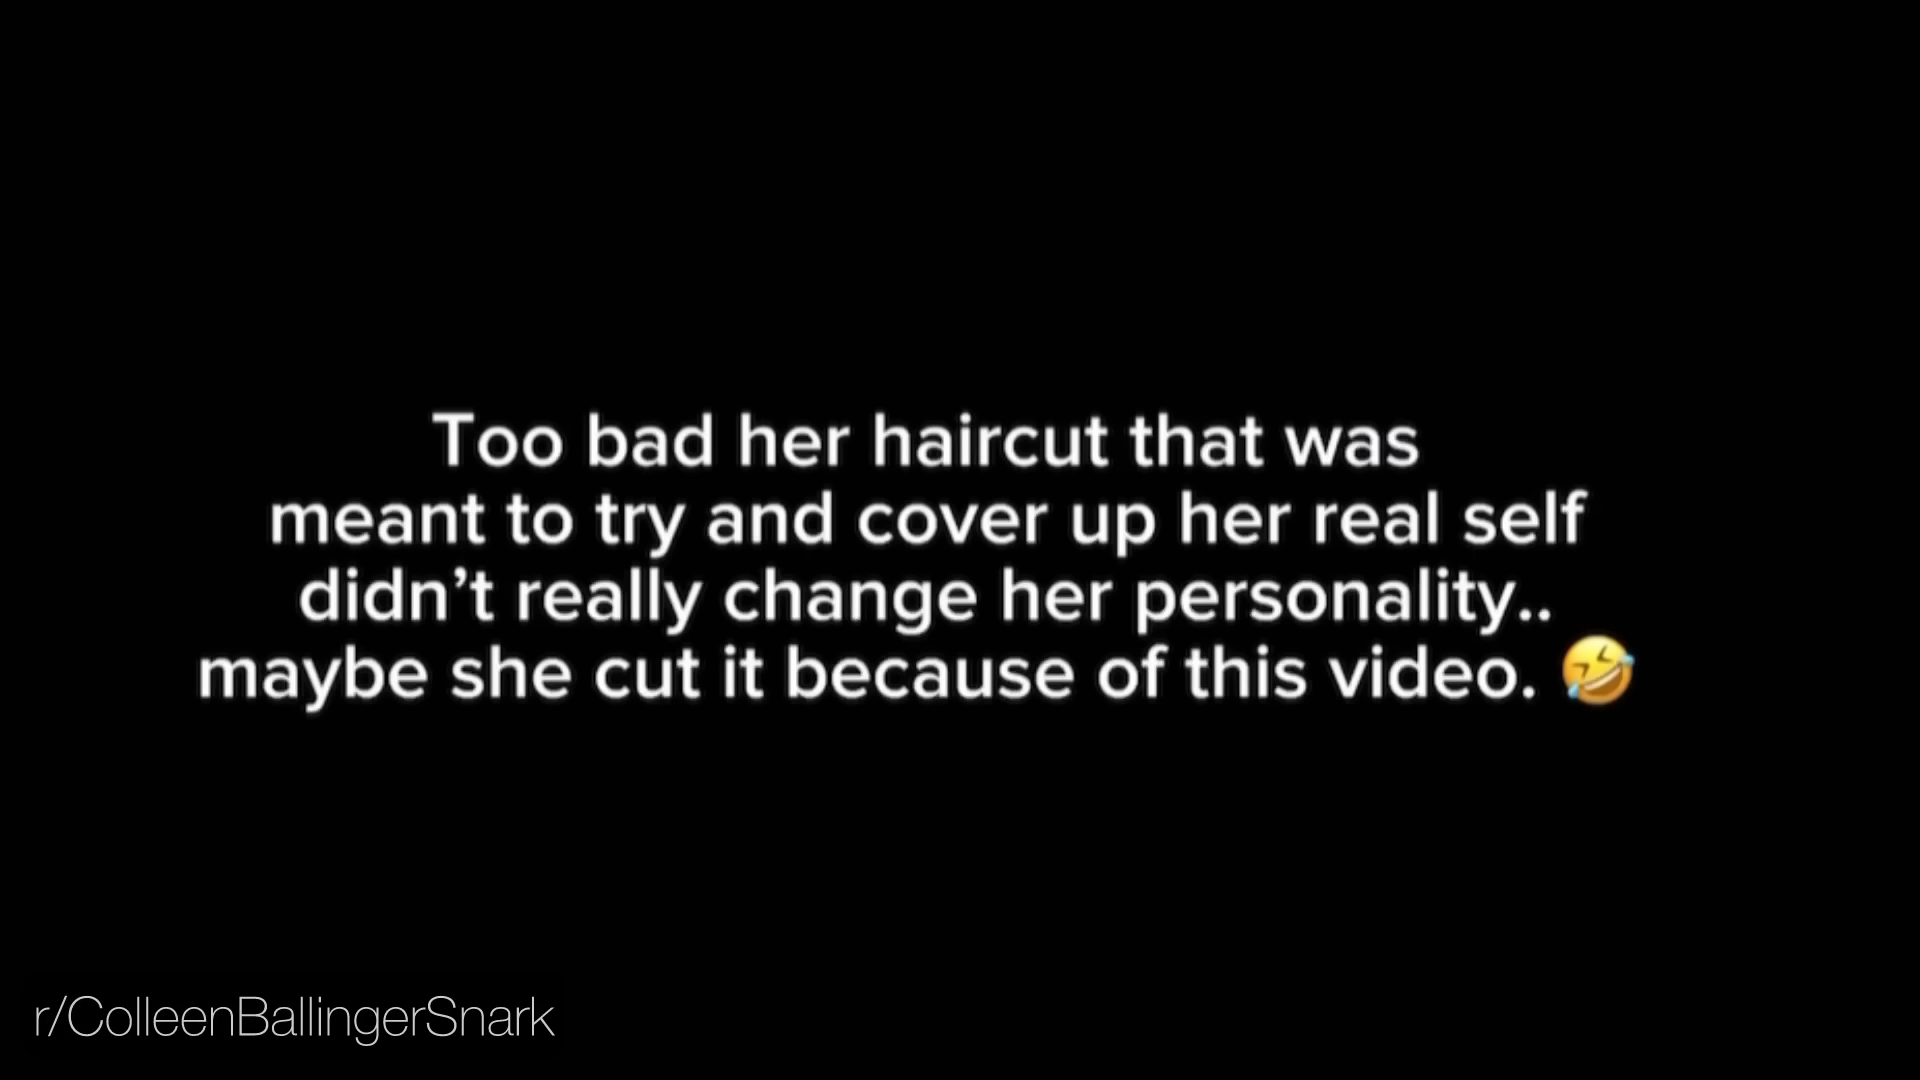 Too bad her haircut that was
meant to try and cover up her real self
didn’t really change her personality..
maybe she cut it because of this video. 🤣
r/ColleenBallingerSnark